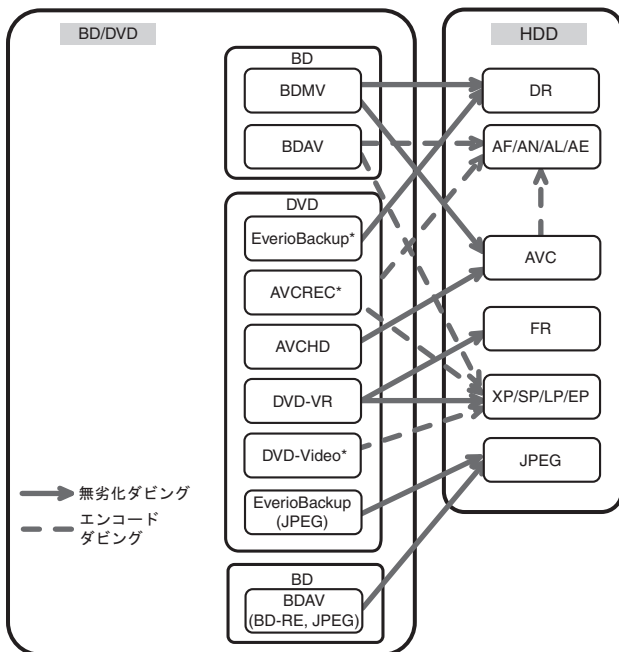 BD/DVD
HDD
BD
BDMV
BDAV
DVD
EverioBackup*
AVCREC*
AVCHD
DVD-VR
DVD-Video*
EverioBackup
(JPEG)
BD
BDAV
(BD-RE, JPEG)
DR
AF/AN/AL/AE
AVC
FR
XP/SP/LP/EP
JPEG
無劣化ダビング
エンコード
ダビング